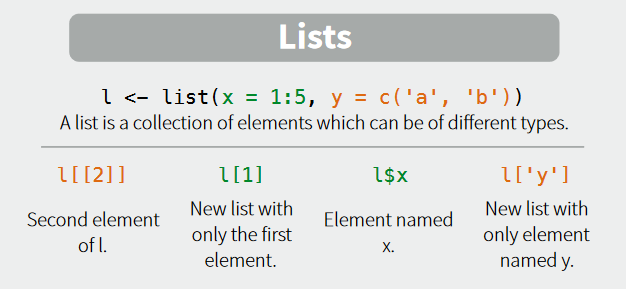 Lists
l <- list(x = 1:5, y = c('a', 'b'))
A list is a collection of elements which can be of different types.
l[[2]]
Second element
of l.
l[1]
New list with
only the first
element.
l$x
Element named
x.
l['y']
New list with
only element
named y.